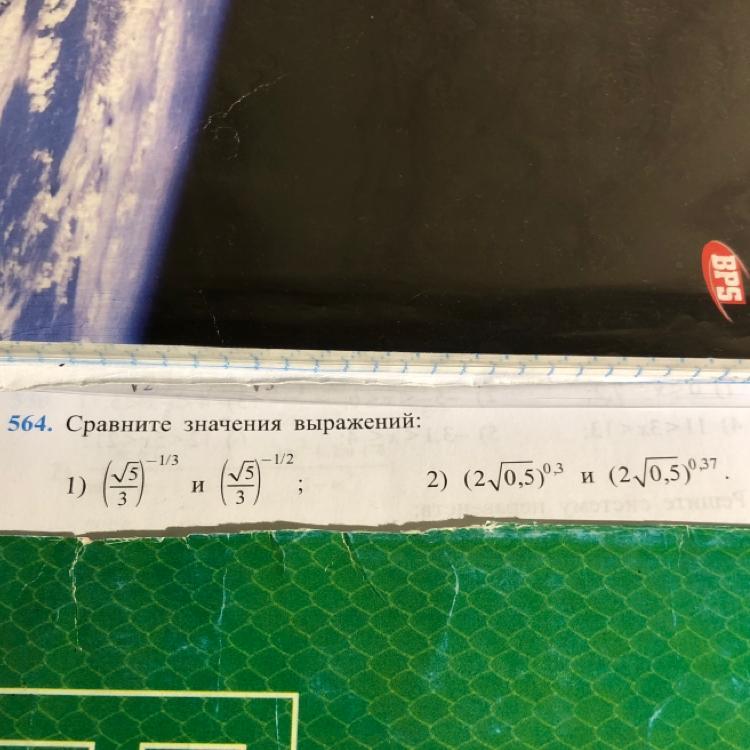 BPS
564. Сравните значения выражений:
1) (√5/3)^(-1/3) и (√5/3)^(-1/2); 2) (2√0,5)^0,3 и (2√0,5)^0,37.